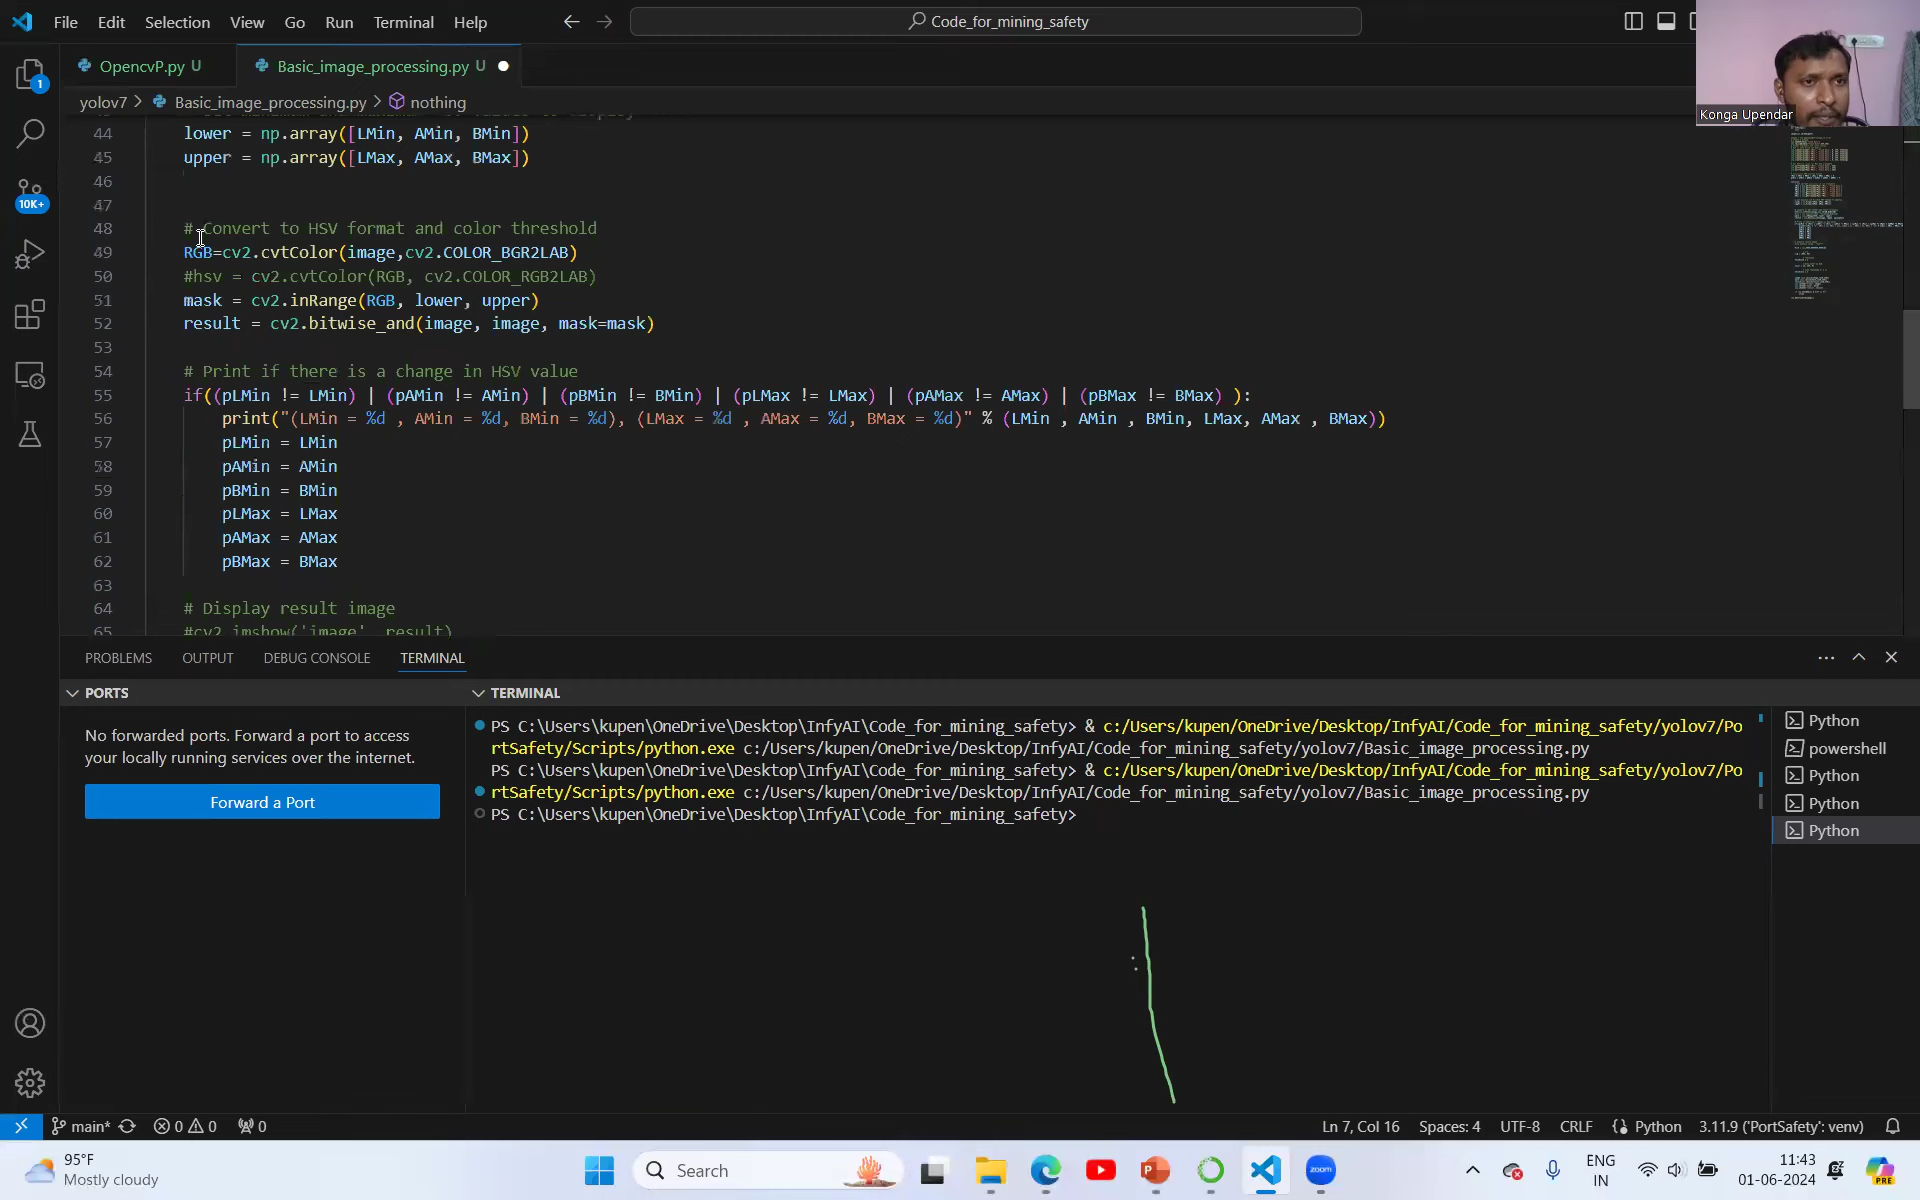 File Edit Selection View Go Run Terminal Help
Code_for_mining_safety
OpencvP.py U
Basic_image_processing.py U
Konga Upendar
yolov7 > Basic_image_processing.py > nothing
44 lower = np.array([LMin, AMin, BMin])
45 upper = np.array([LMax, AMax, BMax])
46
47
48 # Convert to HSV format and color threshold
49 RGB=cv2.cvtColor(image,cv2.COLOR_BGR2LAB)
50 #hsv = cv2.cvtColor(RGB, cv2.COLOR_RGB2LAB)
51 mask = cv2.inRange(RGB, lower, upper)
52 result = cv2.bitwise_and(image, image, mask=mask)
53
54 # Print if there is a change in HSV value
55 if((pLMin != LMin) | (pAMin != AMin) | (pBMin != BMin) | (pLMax != LMax) | (pAMax != AMax) | (pBMax != BMax) ):
56 print("(LMin = %d , AMin = %d, BMin = %d), (LMax = %d , AMax = %d, BMax = %d)" % (LMin , AMin , BMin, LMax, AMax , BMax))
57 pLMin = LMin
58 pAMin = AMin
59 pBMin = BMin
60 pLMax = LMax
61 pAMax = AMax
62 pBMax = BMax
63
64 # Display result image
65 #cv2.imshow('image', result)
1
10K+
PROBLEMS OUTPUT DEBUG CONSOLE TERMINAL
PORTS
No forwarded ports. Forward a port to access
your locally running services over the internet.
Forward a Port
TERMINAL
PS C:\Users\kupen\OneDrive\Desktop\InfyAI\Code_for_mining_safety> & c:/Users/kupen/OneDrive/Desktop/InfyAI/Code_for_mining_safety/yolov7/Po
rtSafety/Scripts/python.exe c:/Users/kupen/OneDrive/Desktop/InfyAI/Code_for_mining_safety/yolov7/Basic_image_processing.py
PS C:\Users\kupen\OneDrive\Desktop\InfyAI\Code_for_mining_safety> & c:/Users/kupen/OneDrive/Desktop/InfyAI/Code_for_mining_safety/yolov7/Po
rtSafety/Scripts/python.exe c:/Users/kupen/OneDrive/Desktop/InfyAI/Code_for_mining_safety/yolov7/Basic_image_processing.py
PS C:\Users\kupen\OneDrive\Desktop\InfyAI\Code_for_mining_safety>
Python
powershell
Python
Python
Python
main* 0 0 0
Ln 7, Col 16 Spaces: 4 UTF-8 CRLF Python 3.11.9 ('PortSafety': venv)
95°F
Mostly cloudy
Search
zoom
ENG
IN
11:43
01-06-2024
PRE